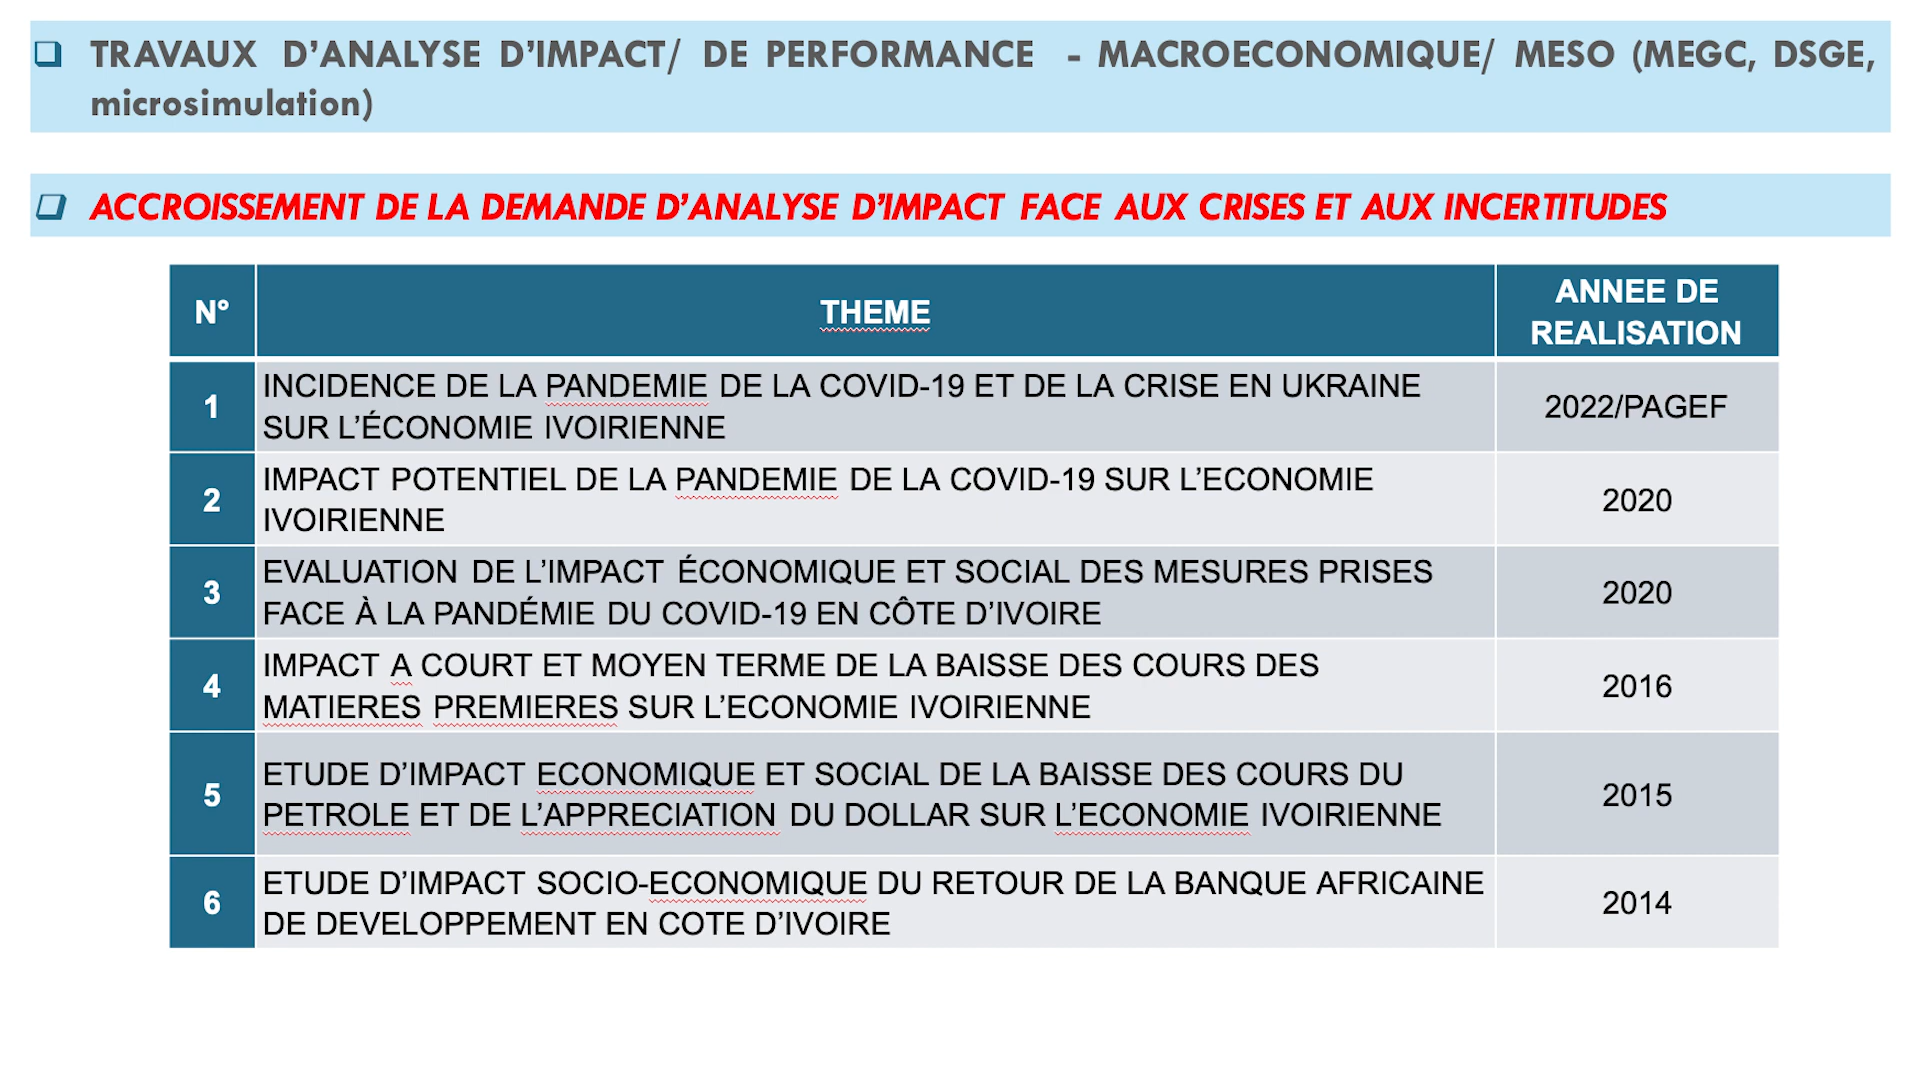 TRAVAUX D’ANALYSE D’IMPACT/ DE PERFORMANCE - MACROECONOMIQUE/ MESO (MEGC, DSGE,
microsimulation)
ACCROISSEMENT DE LA DEMANDE D’ANALYSE D’IMPACT FACE AUX CRISES ET AUX INCERTITUDES
N° THEME ANNEE DE
REALISATION
1 INCIDENCE DE LA PANDEMIE DE LA COVID-19 ET DE LA CRISE EN UKRAINE
SUR L’ÉCONOMIE IVOIRIENNE
2022/PAGEF
2 IMPACT POTENTIEL DE LA PANDEMIE DE LA COVID-19 SUR L’ECONOMIE
IVOIRIENNE
2020
3 EVALUATION DE L’IMPACT ÉCONOMIQUE ET SOCIAL DES MESURES PRISES
FACE À LA PANDÉMIE DU COVID-19 EN CÔTE D’IVOIRE
2020
4 IMPACT A COURT ET MOYEN TERME DE LA BAISSE DES COURS DES
MATIERES PREMIERES SUR L’ECONOMIE IVOIRIENNE
2016
5 ETUDE D’IMPACT ECONOMIQUE ET SOCIAL DE LA BAISSE DES COURS DU
PETROLE ET DE L’APPRECIATION DU DOLLAR SUR L’ECONOMIE IVOIRIENNE
2015
6 ETUDE D’IMPACT SOCIO-ECONOMIQUE DU RETOUR DE LA BANQUE AFRICAINE
DE DEVELOPPEMENT EN COTE D’IVOIRE
2014